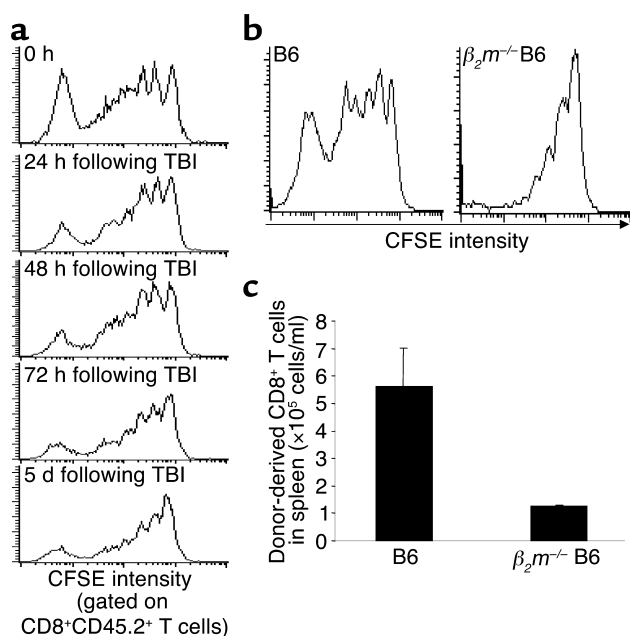 a
0 h
24 h following TBI
48 h following TBI
72 h following TBI
5 d following TBI
CFSE intensity
(gated on
CD8⁺CD45.2⁺ T cells)
b
B6
β₂m⁻/⁻B6
CFSE intensity
c
Donor-derived CD8⁺ T cells
in spleen (×10⁵ cells/ml)
8
7
6
5
4
3
2
1
0
B6
β₂m⁻/⁻ B6